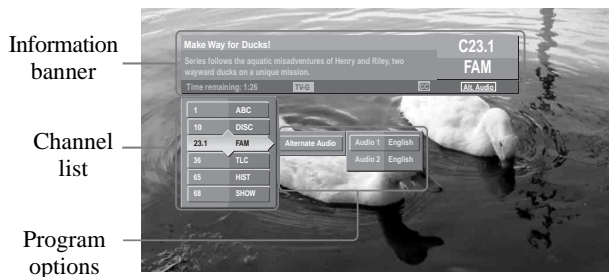 Information
banner
Make Way for Ducks!
Series follows the aquatic misadventures of Henry and Riley, two
wayward ducks on a unique mission.
Time remaining: 1:26 TV-G CC Alt. Audio
C23.1
FAM
Channel
list
1 ABC
10 DISC
23.1 FAM
36 TLC
65 HIST
68 SHOW
Alternate Audio
Audio 1 English
Audio 2 English
Program
options